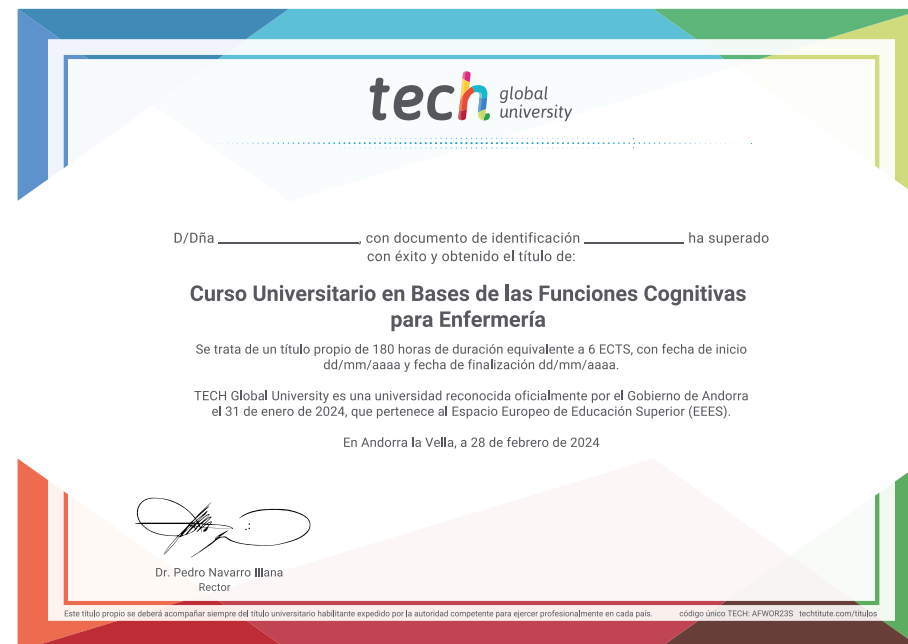 tech global university
D/Dña ____________________, con documento de identificación ______________ ha superado
con éxito y obtenido el título de:
Curso Universitario en Bases de las Funciones Cognitivas
para Enfermería
Se trata de un título propio de 180 horas de duración equivalente a 6 ECTS, con fecha de inicio
dd/mm/aaaa y fecha de finalización dd/mm/aaaa.
TECH Global University es una universidad reconocida oficialmente por el Gobierno de Andorra
el 31 de enero de 2024, que pertenece al Espacio Europeo de Educación Superior (EEES).
En Andorra la Vella, a 28 de febrero de 2024
Dr. Pedro Navarro Illana
Rector
Este título propio se deberá acompañar siempre del título universitario habilitante expedido por la autoridad competente para ejercer profesionalmente en cada país. código único TECH: AFWOR23S techtitute.com/titulos